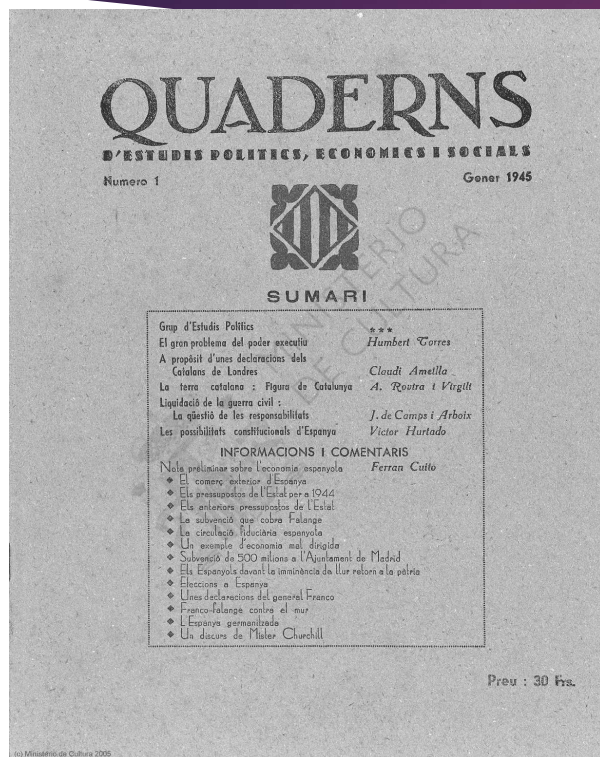 QUADERNS
D'ESTUDIS POLITICS, ECONOMICS I SOCIALS
Numero 1 Gener 1945
SUMARI
Grup d'Estudis Polítics ***
El gran problema del poder executiu Humbert Torres
A propòsit d'unes declaracions dels
Catalans de Londres Claudi Ametlla
La terra catalana : Figura de Catalunya A. Rovira i Virgili
Liquidació de la guerra civil :
La qüestió de les responsabilitats J. de Camps i Arboix
Les possibilitats constitucionals d'Espanya Victor Hurtado
INFORMACIONS I COMENTARIS
Nota preliminar sobre l'economia espanyola Ferran Cuito
◆ El comerç exterior d'Espanya
◆ Els pressupostos de l'Estat per a 1944
◆ Els anteriors pressupostos de l'Estat
◆ La subvenció que cobra Falange
◆ La circulació fiduciària espanyola
◆ Un exemple d'economia mal dirigida
◆ Subvenció de 500 milions a l'Ajuntament de Madrid
◆ Els Espanyols davant la imminència de llur retorn a la pàtria
◆ Eleccions a Espanya
◆ Unes declaracions del general Franco
◆ Franco-Falange contra el mur
◆ L'Espanya germanitzada
◆ Un discurs de Mister Churchill
Preu : 30 Frs.
MINISTERIO
DE CULTURA
(c) Ministerio de Cultura 2005